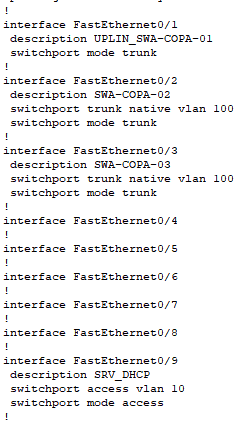 !
interface FastEthernet0/1
description UPLIN_SWA-COPA-01
switchport mode trunk
!
interface FastEthernet0/2
description SWA-COPA-02
switchport trunk native vlan 100
switchport mode trunk
!
interface FastEthernet0/3
description SWA-COPA-03
switchport trunk native vlan 100
switchport mode trunk
!
interface FastEthernet0/4
!
interface FastEthernet0/5
!
interface FastEthernet0/6
!
interface FastEthernet0/7
!
interface FastEthernet0/8
!
interface FastEthernet0/9
description SRV_DHCP
switchport access vlan 10
switchport mode access
!